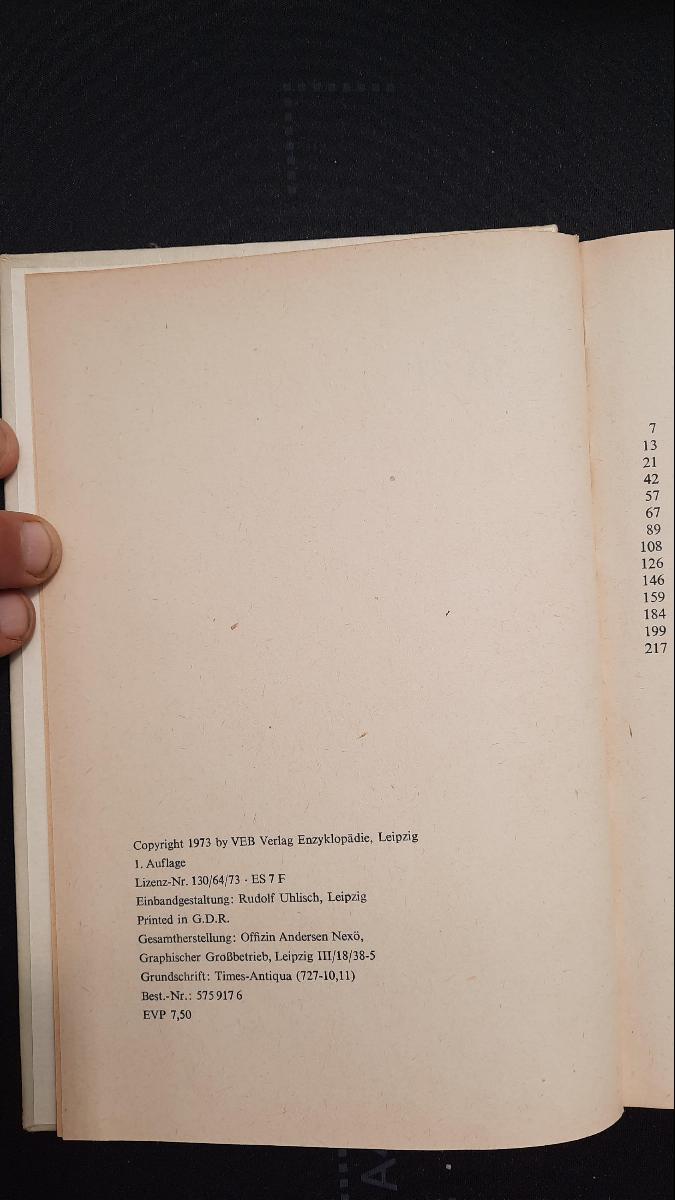 Copyright 1973 by VEB Verlag Enzyklopädie, Leipzig
1. Auflage
Lizenz-Nr. 130/64/73 · ES 7 F
Einbandgestaltung: Rudolf Uhlisch, Leipzig
Printed in G.D.R.
Gesamtherstellung: Offizin Andersen Nexö,
Graphischer Großbetrieb, Leipzig III/18/38-5
Grundschrift: Times-Antiqua (727-10,11)
Best.-Nr.: 575 917 6
EVP 7,50
7
13
21
42
57
67
89
108
126
146
159
184
199
217